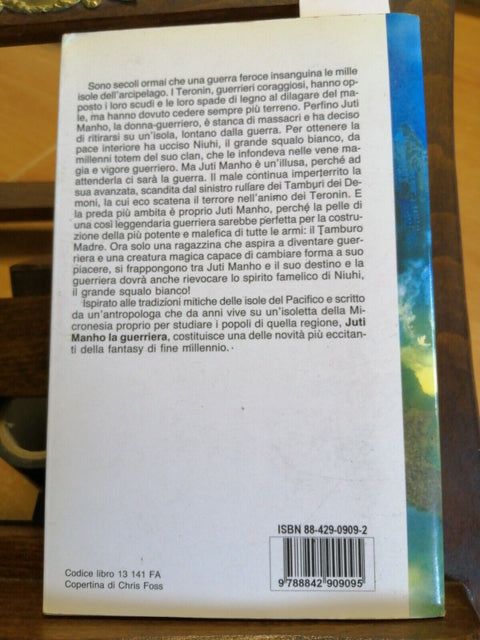 Sono secoli ormai che una guerra feroce insanguina le mille
isole dell'arcipelago. I Teronin, guerrieri coraggiosi, hanno op-
posto i loro scudi e le loro spade di legno al dilagare del ma-
le, ma hanno dovuto cedere sempre più terreno. Perfino Juti
Manho, la donna-guerriero, è stanca di massacri e ha deciso
di ritirarsi su un'isola, lontano dalla guerra. Per ottenere la
pace interiore ha ucciso Niuhi, il grande squalo bianco, da
millenni totem del suo clan, che le infondeva nelle vene ma-
gia e vigore guerriero. Ma Juti Manho è un'illusa, perché ad
attenderla ci sarà la guerra. Il male continua imperterrito la
sua avanzata, scandita dal sinistro rullare dei Tamburi dei De-
moni, la cui eco scatena il terrore nell'animo dei Teronin. E
la preda più ambita è proprio Juti Manho, perché la pelle di
una così leggendaria guerriera sarebbe perfetta per la costru-
zione della più potente e malefica di tutte le armi: il Tamburo
Madre. Ora solo una ragazzina che aspira a diventare guer-
riera e una creatura magica capace di cambiare forma a suo
piacere, si frappongono tra Juti Manho e il suo destino e la
guerriera dovrà anche rievocare lo spirito famelico di Niuhi,
il grande squalo bianco!
Ispirato alle tradizioni mitiche delle isole del Pacifico e scritto
da un'antropologa che da anni vive su un'isoletta della Mi-
cronesia proprio per studiare i popoli di quella regione, Juti
Manho la guerriera, costituisce una delle novità più eccitan-
ti della fantasy di fine millennio.
ISBN 88-429-0909-2
9 788842 909095
Codice libro 13 141 FA
Copertina di Chris Foss